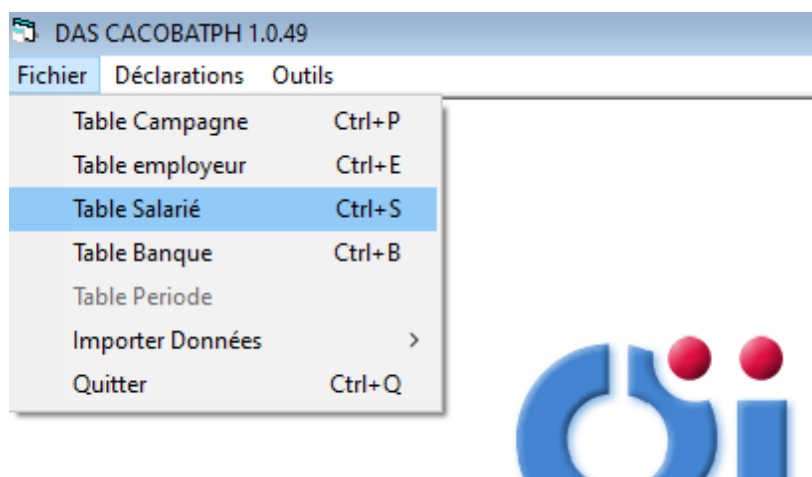 DAS CACOBATPH 1.0.49
Fichier Déclarations Outils
Table Campagne Ctrl+P
Table employeur Ctrl+E
Table Salarié Ctrl+S
Table Banque Ctrl+B
Table Periode
Importer Données >
Quitter Ctrl+Q